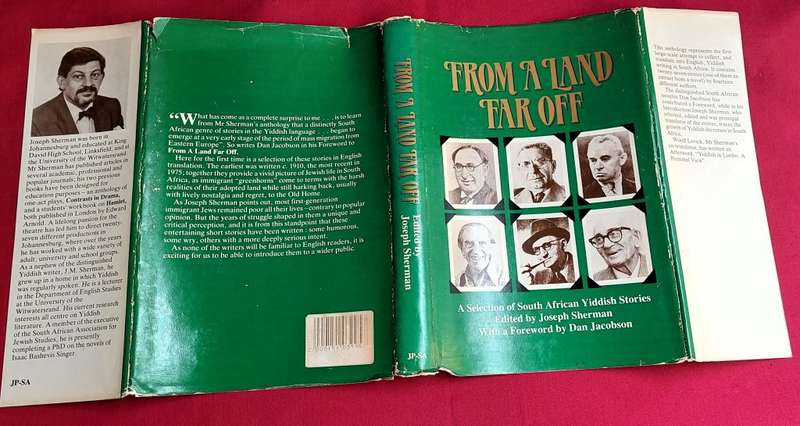 Joseph Sherman was born in
Johannesburg and educated at King
David High School, Linksfield, and at
the University of the Witwatersrand.
Mr Sherman has published articles in
several academic, professional and
popular journals; his two previous
books have been designed for
education purposes – an anthology of
one-act plays, Contrasts in Drama,
and a students' workbook on Hamlet,
both published in London by Edward
Arnold. A lifelong passion for the
theatre has led him to direct twenty-
seven different productions in
Johannesburg, where over the years
he has worked with a wide variety of
adult, university and school groups.
As a nephew of the distinguished
Yiddish writer, J.M. Sherman, he
grew up in a home in which Yiddish
was regularly spoken. He is a lecturer
in the Department of English Studies
at the University of the
Witwatersrand. His current research
interests all centre on Yiddish
literature. A member of the executive
of the South African Association for
Jewish Studies, he is presently
completing a PhD on the novels of
Isaac Bashevis Singer.
JP-SA
“What has come as a complete surprise to me . . . is to learn
from Mr Sherman's anthology that a distinctly South
African genre of stories in the Yiddish language . . . began to
emerge at a very early stage of the period of mass migration from
Eastern Europe”. So writes Dan Jacobson in his Foreword to
From A Land Far Off.
Here for the first time is a selection of these stories in English
translation. The earliest was written c. 1910, the most recent in
1975; together they provide a vivid picture of Jewish life in South
Africa, as immigrant “greenhorns” come to terms with the harsh
realities of their adopted land while still harking back, usually
with lively nostalgia and regret, to the Old Home.
As Joseph Sherman points out, most first-generation
immigrant Jews remained poor all their lives – contrary to popular
opinion. But the years of struggle shaped in them a unique and
critical perception, and it is from this standpoint that these
entertaining short stories have been written : some humorous,
some wry, others with a more deeply serious intent.
As none of the writers will be familiar to English readers, it is
exciting for us to be able to introduce them to a wider public.
FROM A LAND FAR OFF
Edited by
Joseph Sherman
FROM A LAND
FAR OFF
A Selection of South African Yiddish Stories
Edited by Joseph Sherman
With a Foreword by Dan Jacobson
This anthology represents the first
large-scale attempt to collect, and
translate into English, Yiddish
writing in South Africa. It contains
twenty-seven stories (one of them an
extract from a novel) by fourteen
different authors.
The distinguished South African
novelist Dan Jacobson has
contributed a Foreword, while in his
Introduction Joseph Sherman, who
selected, edited and was principal
translator of the stories, traces the
growth of Yiddish literature in South
Africa.
Woolf Levick, Mr Sherman's
co-translator, has written an
Afterword, “Yiddish in Limbo: A
Personal View”.
JP-SA